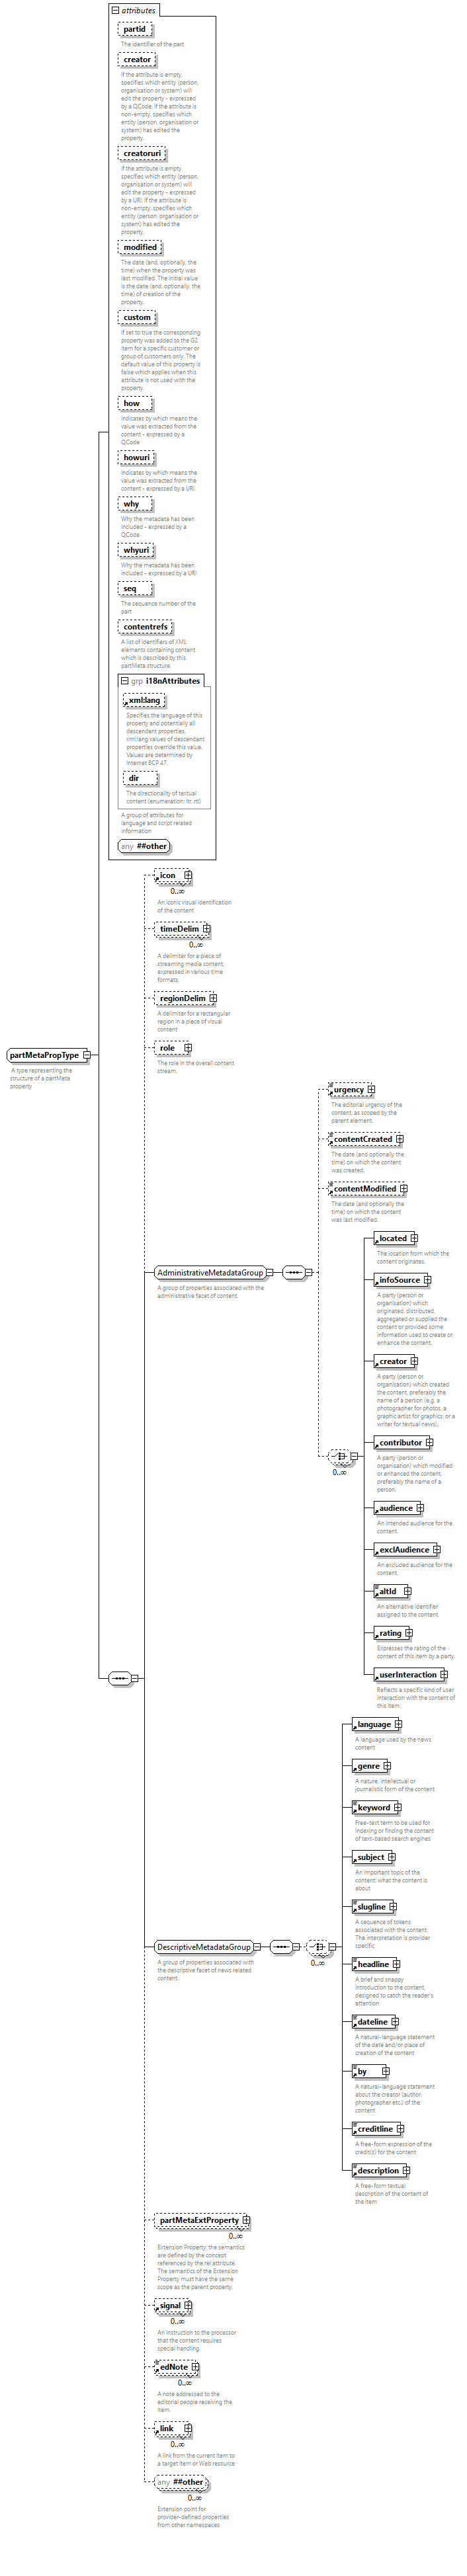 attributes
partid
The identifier of the part
creator
If the attribute is empty,
specifies which entity (person,
organisation or system) will
edit the property - expressed
by a QCode. If the attribute is
non-empty, specifies which
entity (person, organisation or
system) has edited the
property.
creatoruri
If the attribute is empty,
specifies which entity (person,
organisation or system) will
edit the property - expressed
by a URI. If the attribute is
non-empty, specifies which
entity (person, organisation or
system) has edited the
property.
modified
The date (and, optionally, the
time) when the property was
last modified. The initial value
is the date (and, optionally, the
time) of creation of the
property.
custom
If set to true the corresponding
property was added to the G2
Item for a specific customer or
group of customers only. The
default value of this property is
false which applies when this
attribute is not used with the
property.
how
Indicates by which means the
value was extracted from the
content - expressed by a
QCode
howuri
Indicates by which means the
value was extracted from the
content - expressed by a URI
why
Why the metadata has been
included - expressed by a
QCode
whyuri
Why the metadata has been
included - expressed by a URI
seq
The sequence number of the
part
contentrefs
A list of identifiers of XML
elements containing content
which is described by this
partMeta structure.
grp i18nAttributes
xml:lang
Specifies the language of this
property and potentially all
descendant properties.
xml:lang values of descendant
properties override this value.
Values are determined by
Internet BCP 47.
dir
The directionality of textual
content (enumeration: ltr, rtl)
A group of attributes for
language and script related
information
any ##other
icon
0..∞
An iconic visual identification
of the content
timeDelim
0..∞
A delimiter for a piece of
streaming media content,
expressed in various time
formats
regionDelim
A delimiter for a rectangular
region in a piece of visual
content
role
The role in the overall content
stream.
partMetaPropType
A type representing the
structure of a partMeta
property
urgency
The editorial urgency of the
content, as scoped by the
parent element.
contentCreated
The date (and optionally the
time) on which the content
was created.
contentModified
The date (and optionally the
time) on which the content
was last modified.
AdministrativeMetadataGroup
A group of properties associated with the
administrative facet of content.
located
The location from which the
content originates.
infoSource
A party (person or
organisation) which
originated, distributed,
aggregated or supplied the
content or provided some
information used to create or
enhance the content.
creator
A party (person or
organisation) which created
the content, preferably the
name of a person (e.g. a
photographer for photos, a
graphic artist for graphics, or a
writer for textual news).
contributor
A party (person or
organisation) which modified
or enhanced the content,
preferably the name of a
person.
0..∞
audience
An intended audience for the
content.
exclAudience
An excluded audience for the
content.
altId
An alternative identifier
assigned to the content.
rating
Expresses the rating of the
content of this item by a party.
userInteraction
Reflects a specific kind of user
interaction with the content of
this item.
language
A language used by the news
content
genre
A nature, intellectual or
journalistic form of the content
keyword
Free-text term to be used for
indexing or finding the content
of text-based search engines
subject
An important topic of the
content; what the content is
about
slugline
A sequence of tokens
associated with the content.
The interpretation is provider
specific
DescriptiveMetadataGroup
A group of properties associated with
the descriptive facet of news related
content.
0..∞
headline
A brief and snappy
introduction to the content,
designed to catch the reader's
attention
dateline
A natural-language statement
of the date and/or place of
creation of the content
by
A natural-language statement
about the creator (author,
photographer etc.) of the
content
creditline
A free-form expression of the
credit(s) for the content
description
A free-form textual
description of the content of
the item
partMetaExtProperty
0..∞
Extension Property: the semantics
are defined by the concept
referenced by the rel attribute.
The semantics of the Extension
Property must have the same
scope as the parent property.
signal
0..∞
An instruction to the processor
that the content requires
special handling.
edNote
0..∞
A note addressed to the
editorial people receiving the
Item.
link
0..∞
A link from the current Item to
a target Item or Web resource
any ##other
0..∞
Extension point for
provider-defined properties
from other namespaces